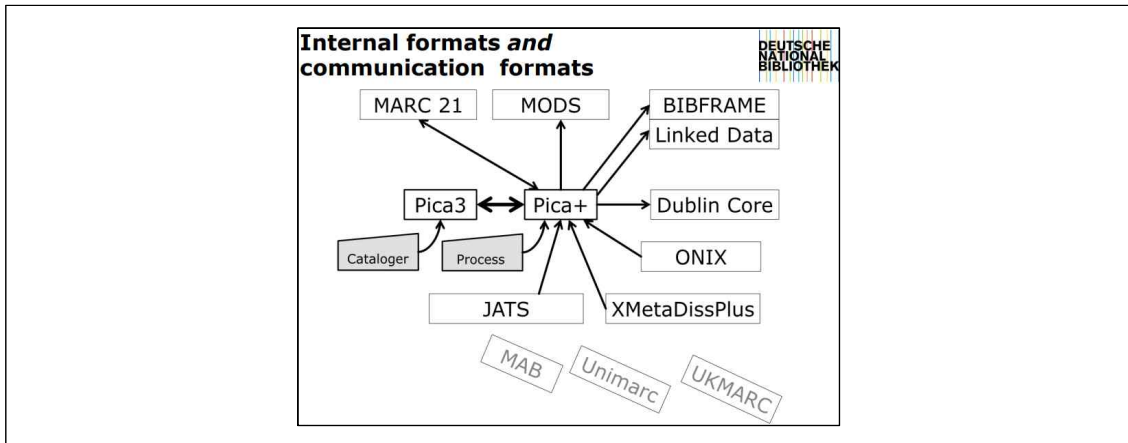 Internal formats and
communication formats
DEUTSCHE
NATIONAL
BIBLIOTHEK
MARC 21
MODS
BIBFRAME
Linked Data
Pica3
Pica+
Dublin Core
Cataloger
Process
ONIX
JATS
XMetaDissPlus
MAB
Unimarc
UKMARC